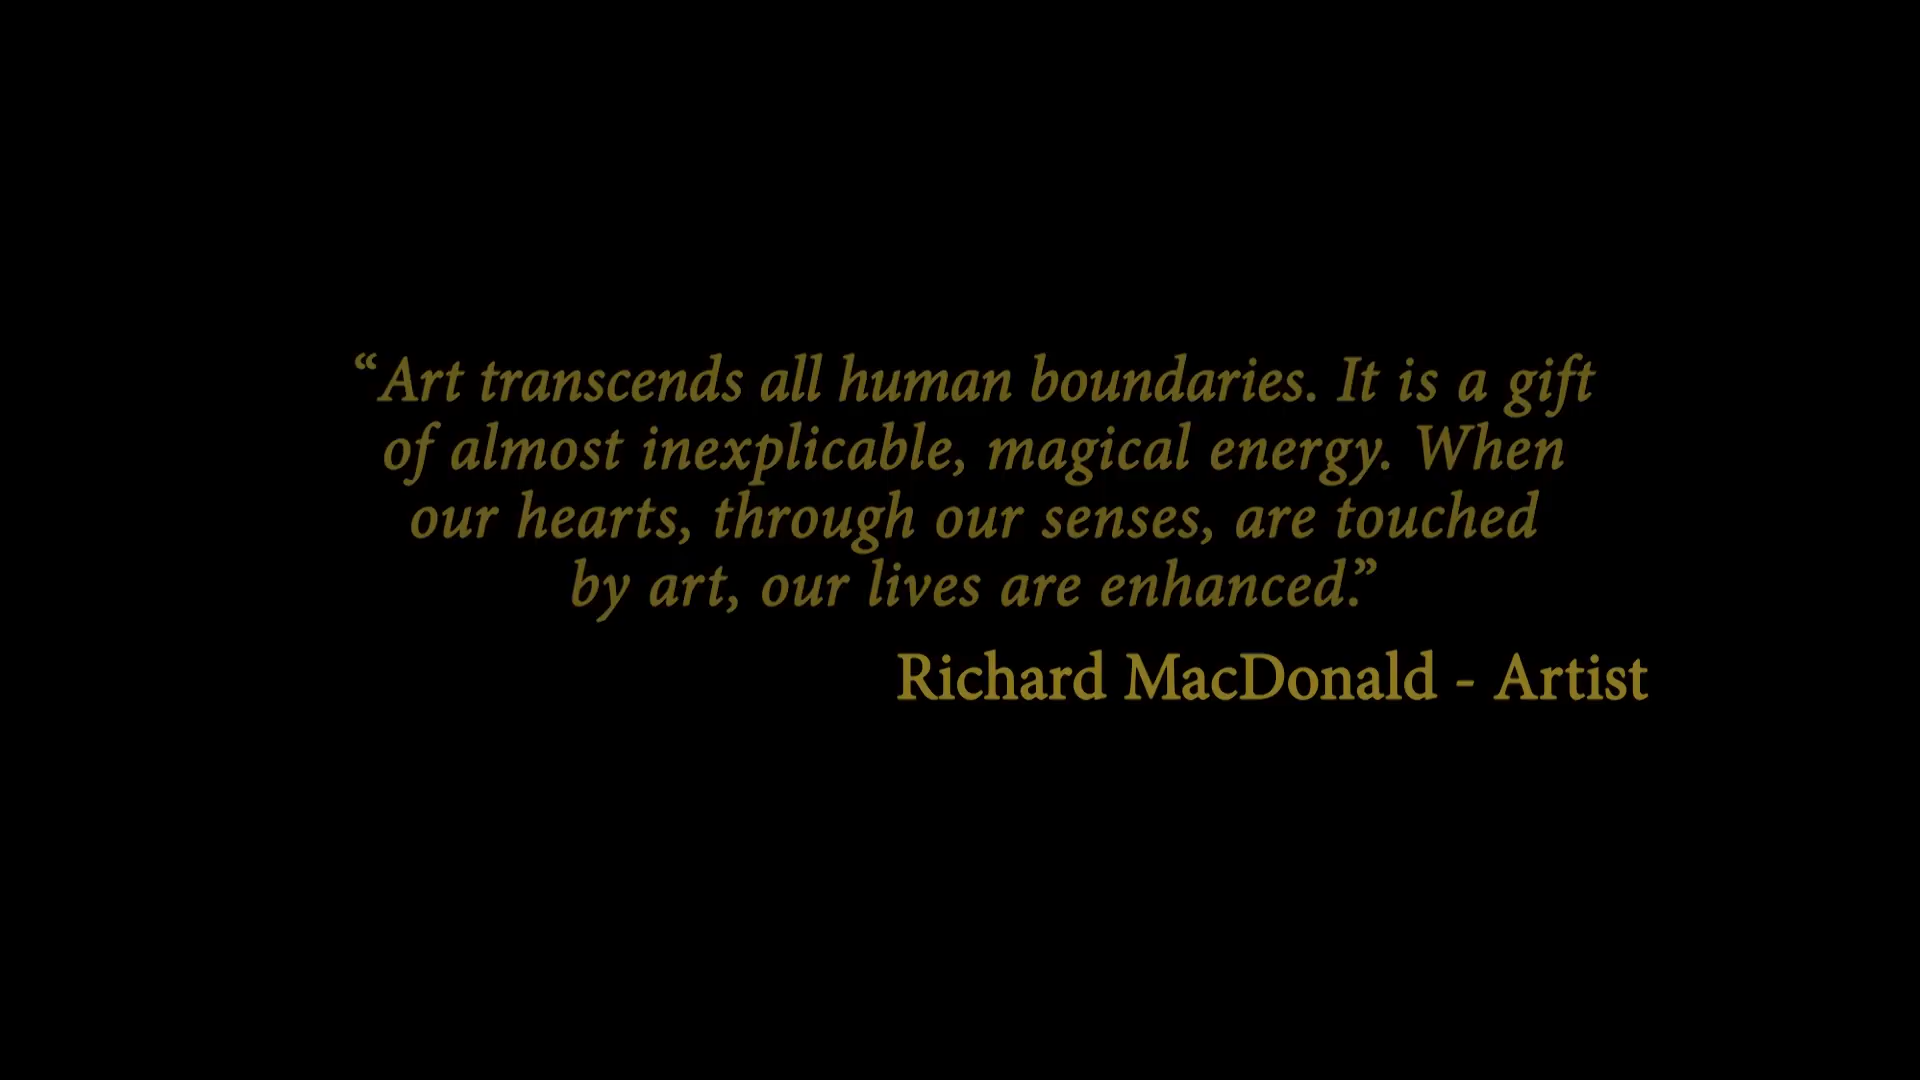 “Art transcends all human boundaries. It is a gift
of almost inexplicable, magical energy. When
our hearts, through our senses, are touched
by art, our lives are enhanced.”
Richard MacDonald - Artist